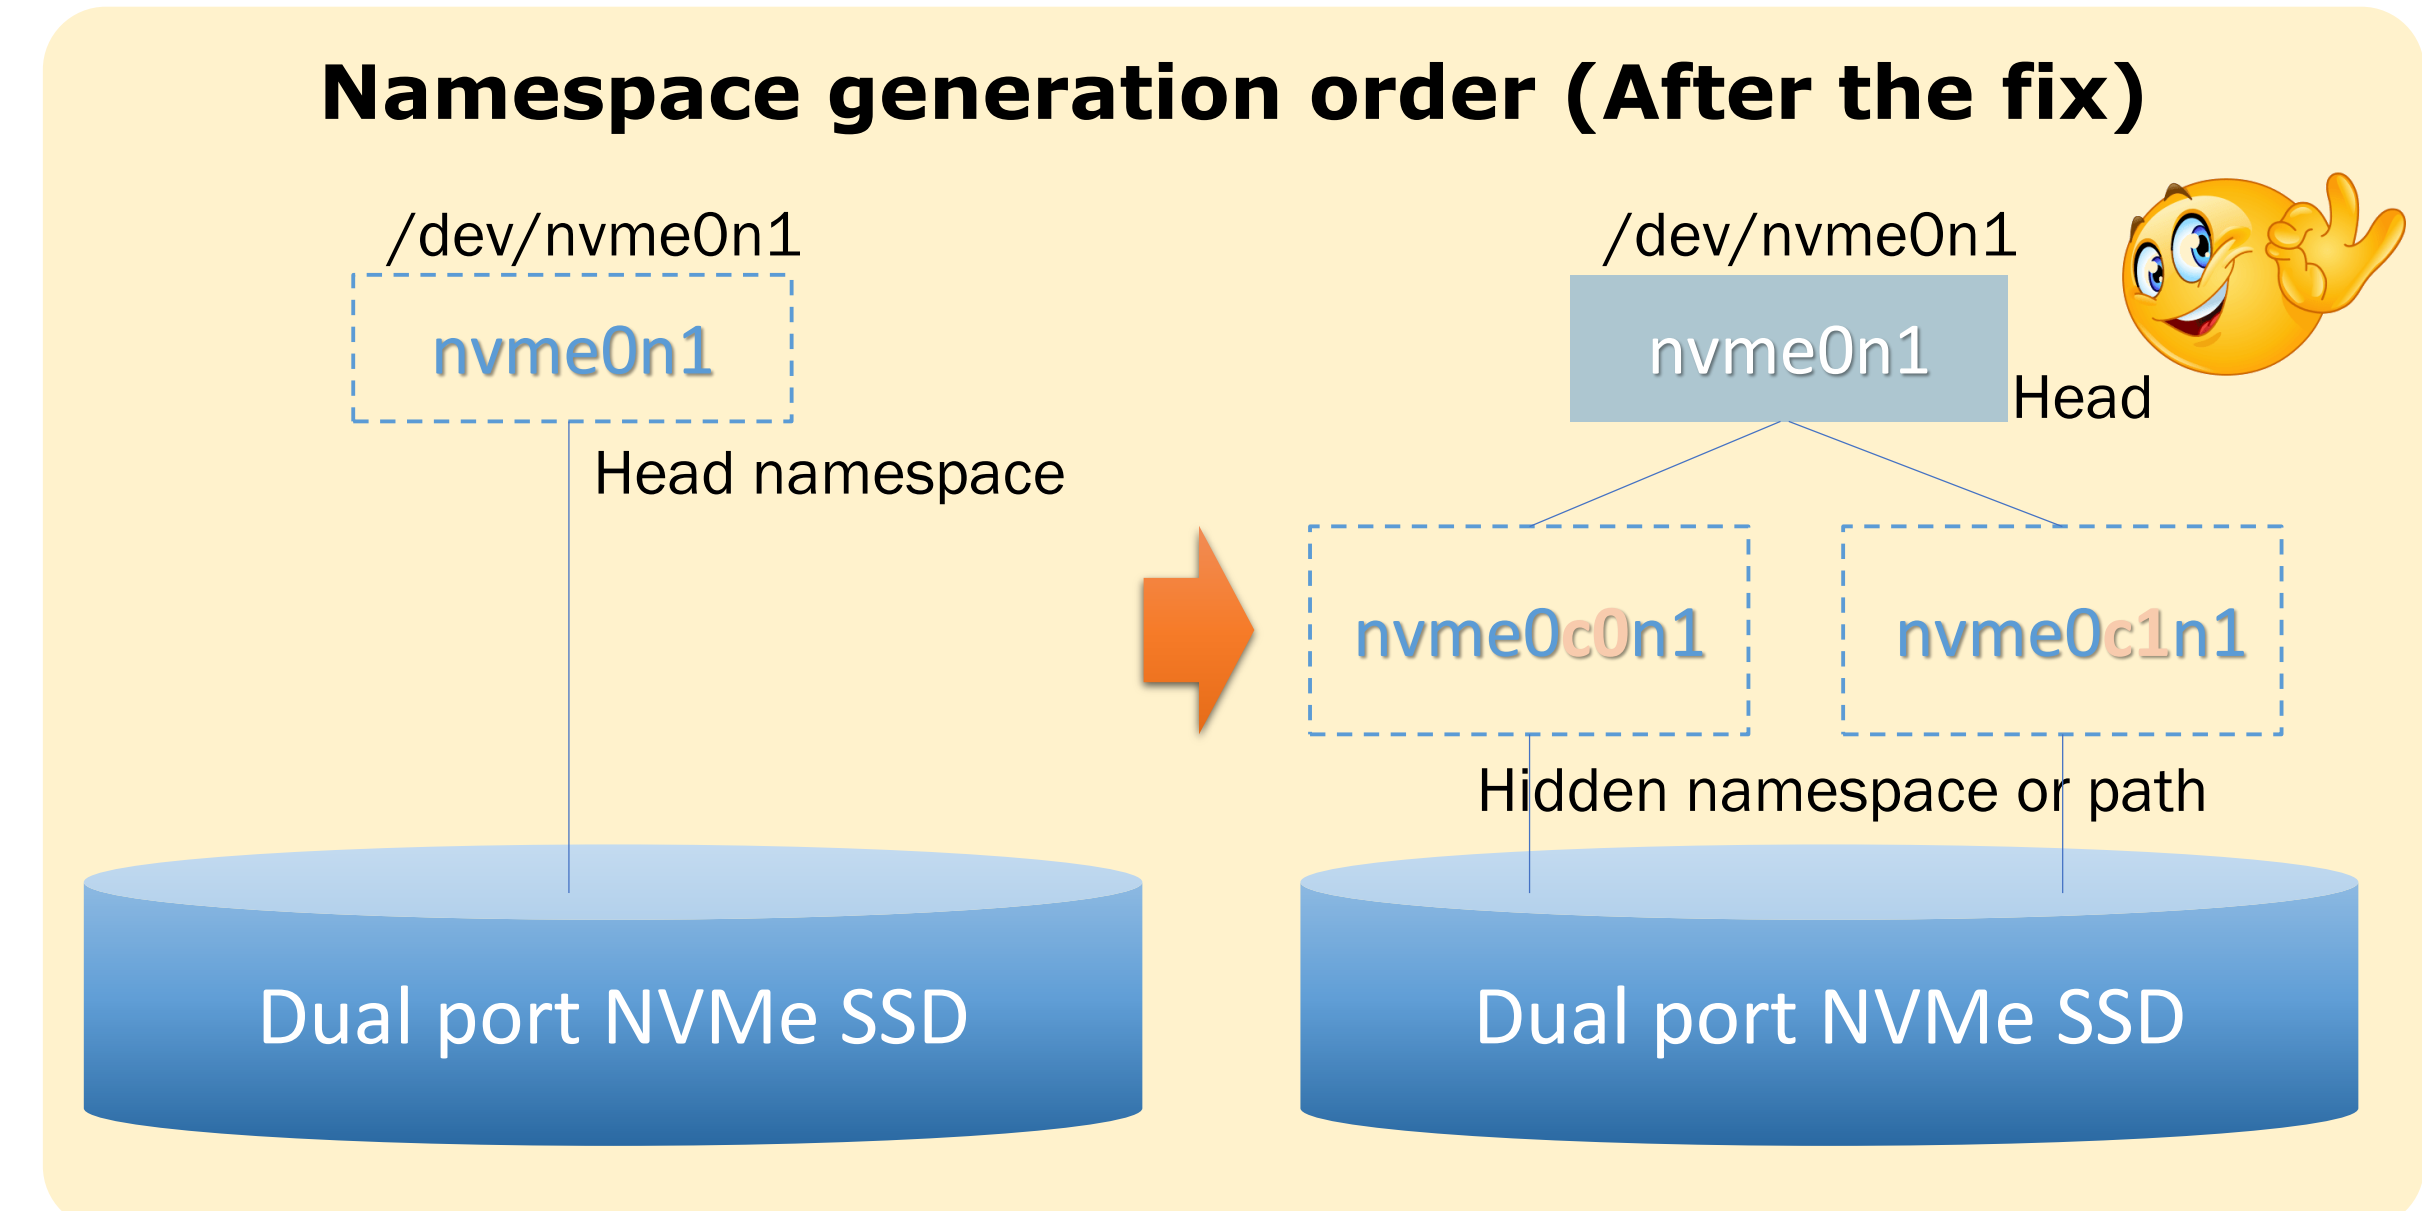 Namespace generation order (After the fix)
/dev/nvme0n1
nvme0n1
Head namespace
Dual port NVMe SSD
/dev/nvme0n1
nvme0n1
Head
nvme0c0n1
nvme0c1n1
Hidden namespace or path
Dual port NVMe SSD